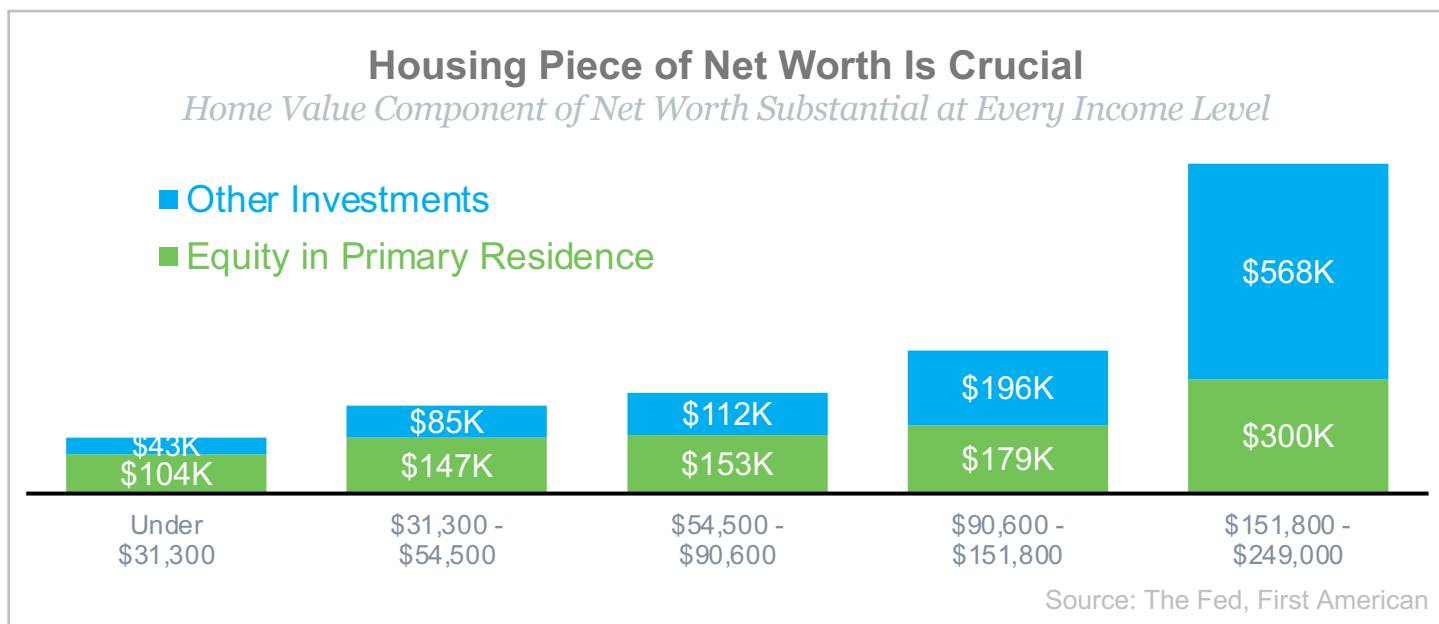 Housing Piece of Net Worth Is Crucial
Home Value Component of Net Worth Substantial at Every Income Level
Other Investments
Equity in Primary Residence
$568K
$300K
$196K
$179K
$112K
$153K
$85K
$147K
$43K
$104K
Under
$31,300
$31,300 -
$54,500
$54,500 -
$90,600
$90,600 -
$151,800
$151,800 -
$249,000
Source: The Fed, First American